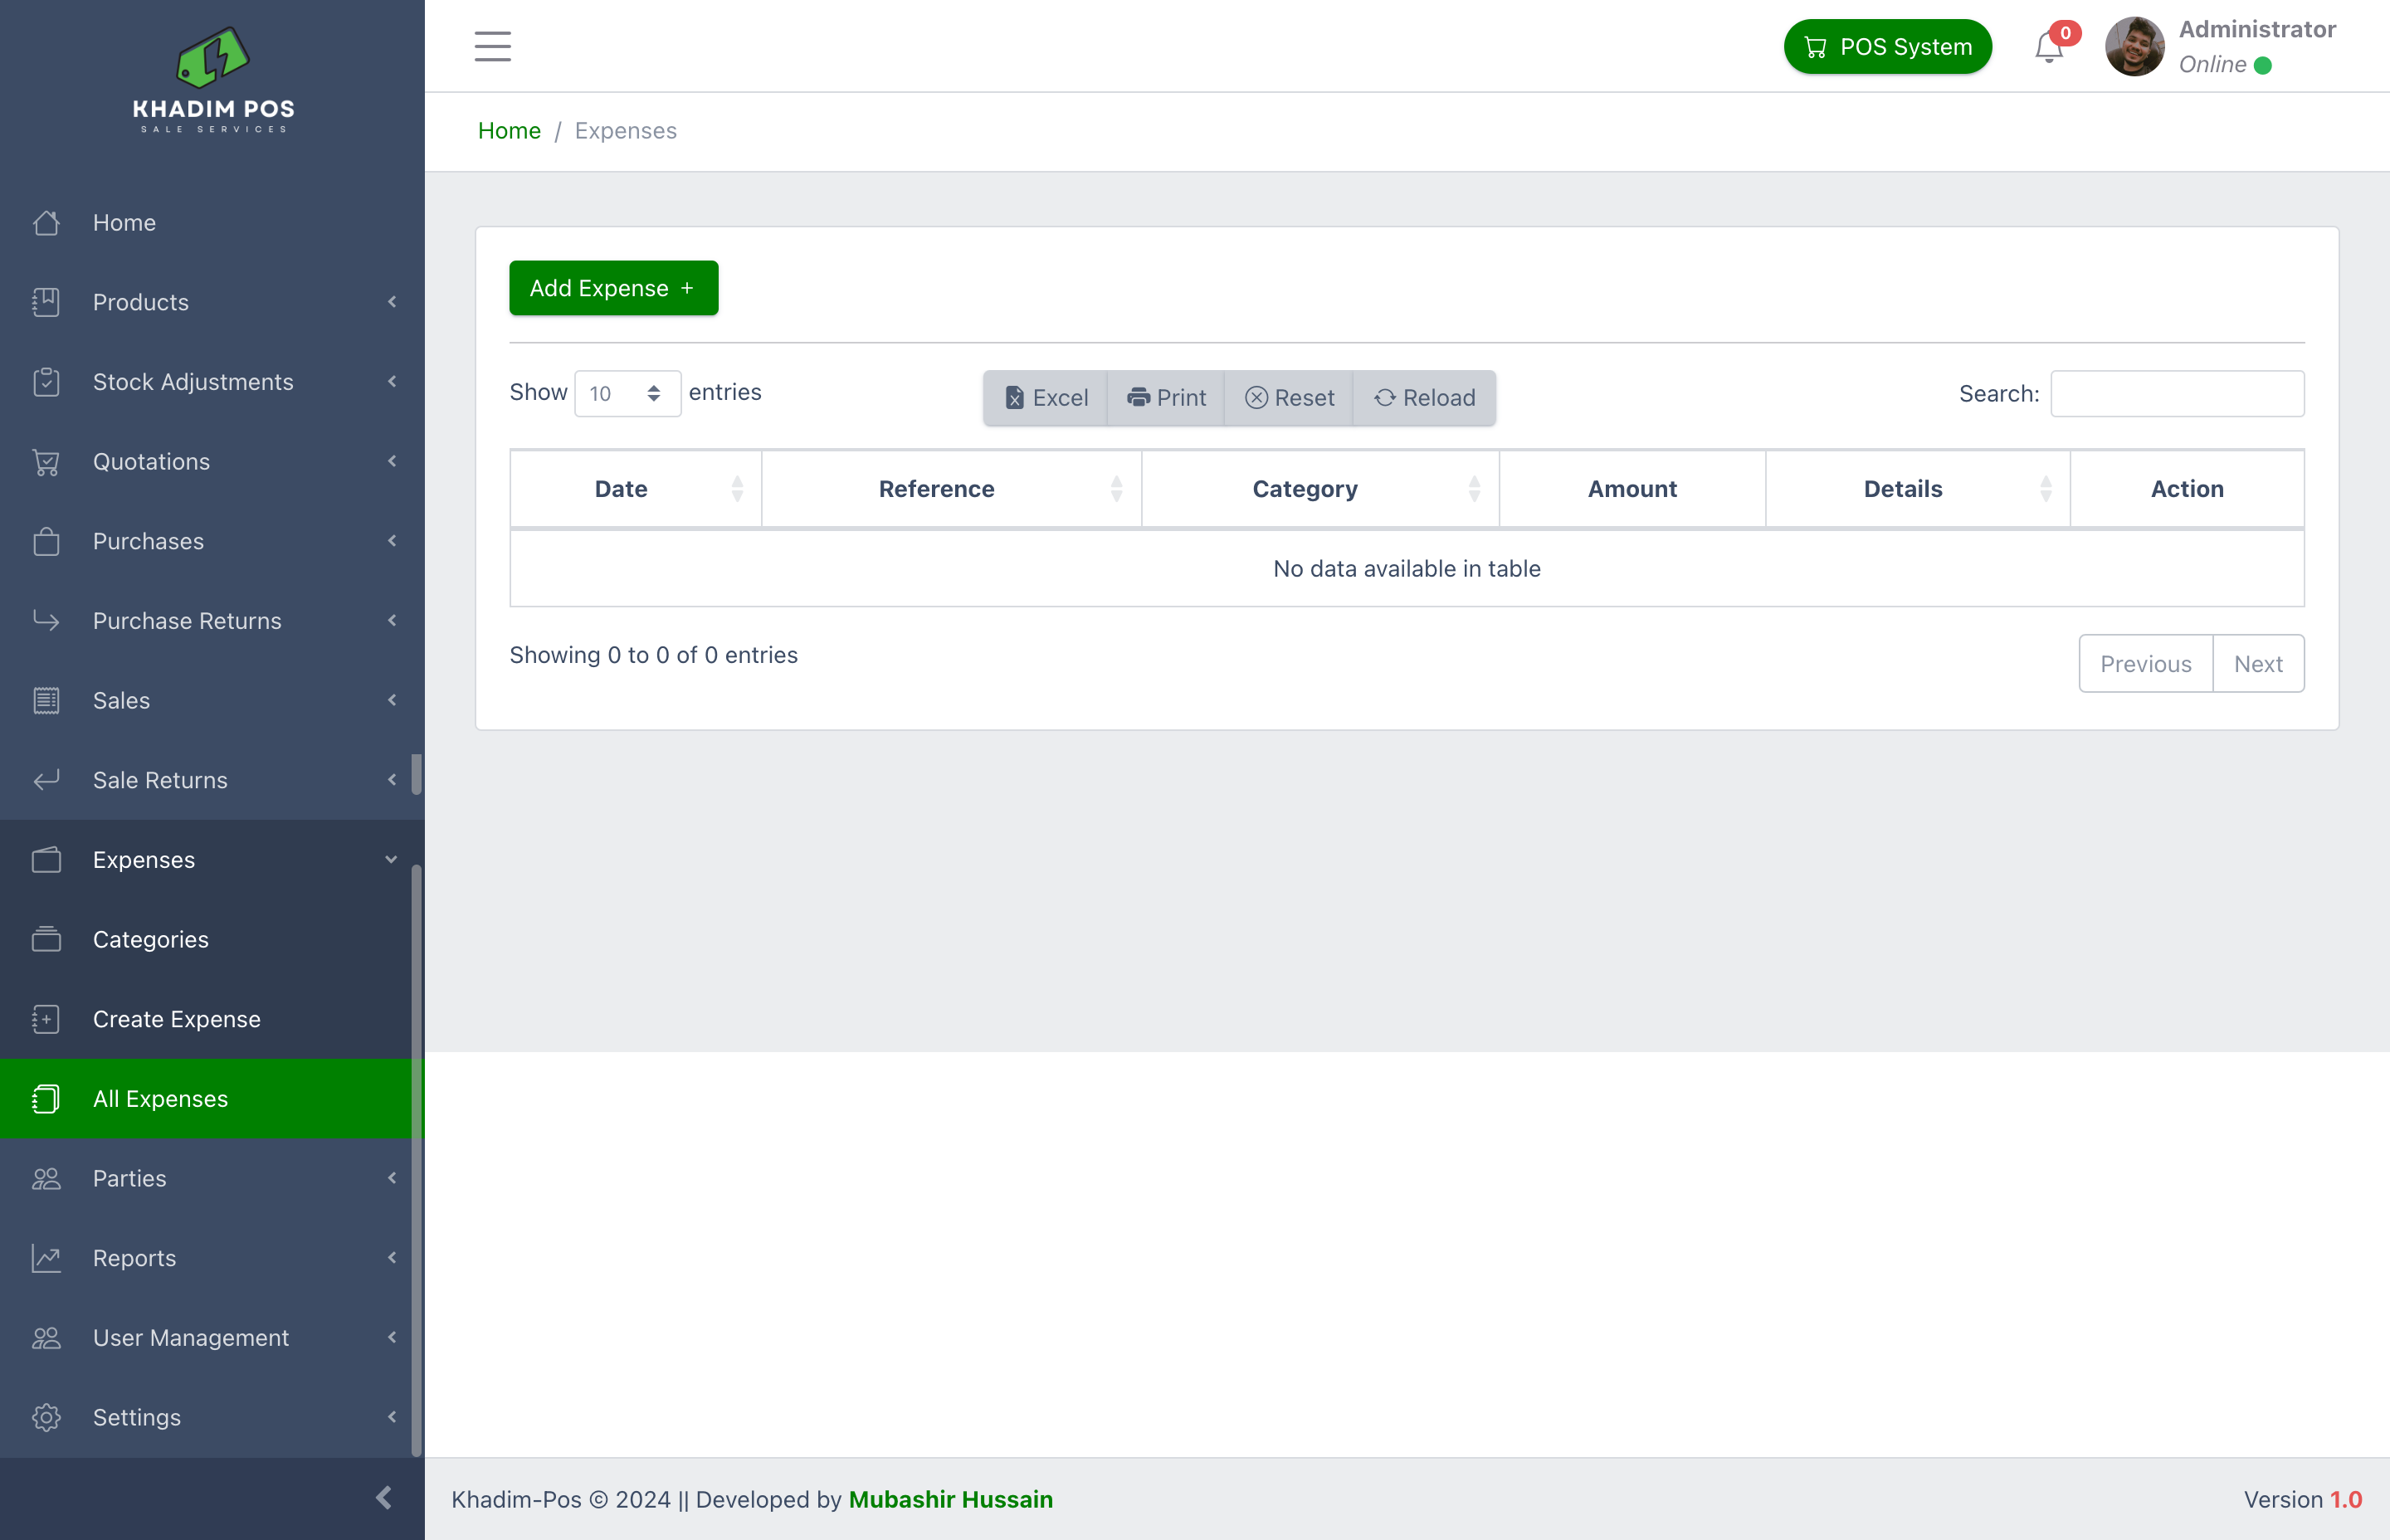 KHADIM POS
SALE SERVICES
Home
Products
Stock Adjustments
Quotations
Purchases
Purchase Returns
Sales
Sale Returns
Expenses
Categories
Create Expense
All Expenses
Parties
Reports
User Management
Settings
POS System
0
Administrator
Online
Home / Expenses
Add Expense +
Show 10 entries
Excel Print Reset Reload
Search:
Date Reference Category Amount Details Action
No data available in table
Showing 0 to 0 of 0 entries
Previous Next
Khadim-Pos © 2024 || Developed by Mubashir Hussain
Version 1.0